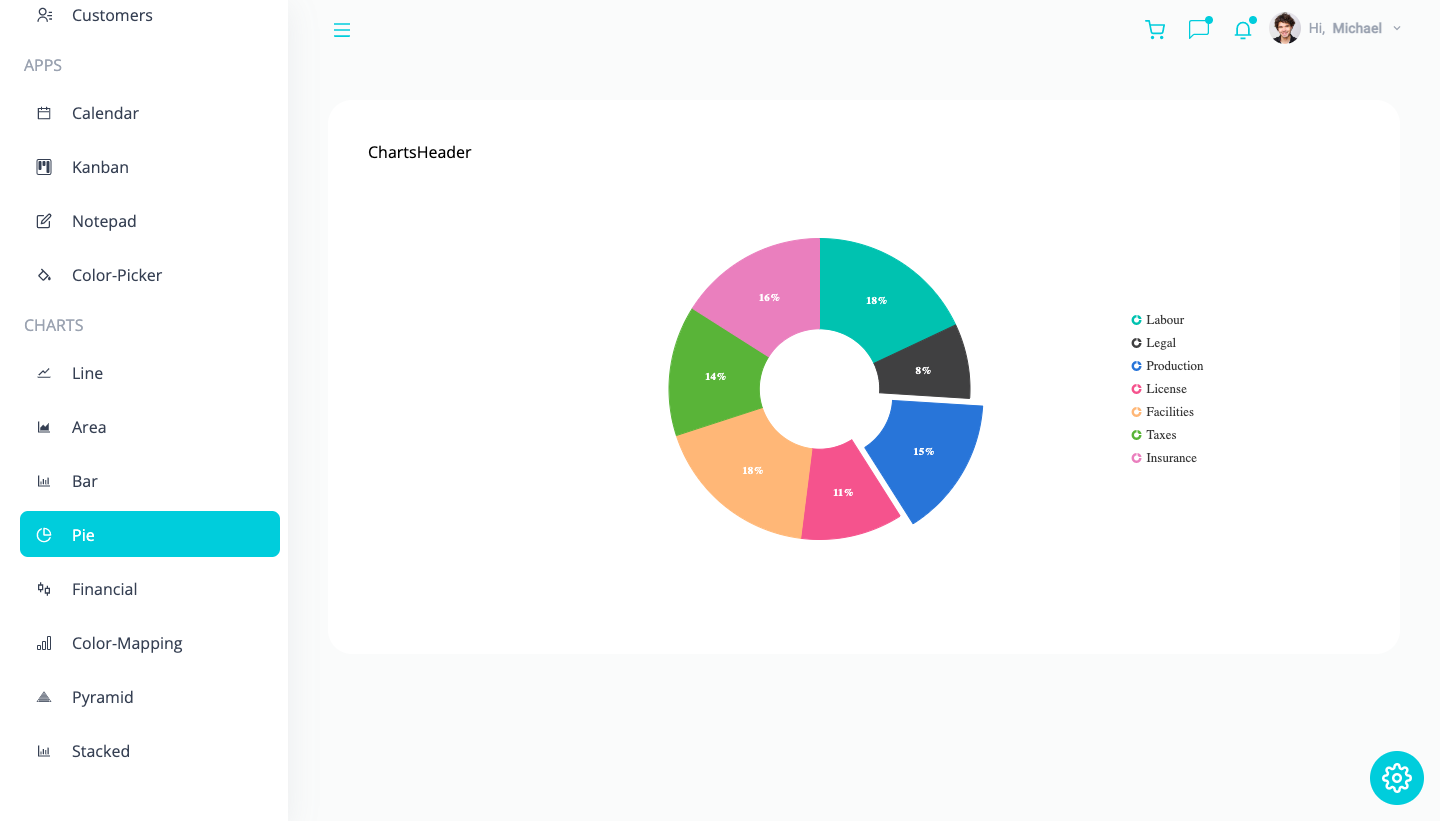 Customers
APPS
Calendar
Kanban
Notepad
Color-Picker
CHARTS
Line
Area
Bar
Pie
Financial
Color-Mapping
Pyramid
Stacked
Hi, Michael
ChartsHeader
16%
18%
14%
8%
18%
15%
11%
Labour
Legal
Production
License
Facilities
Taxes
Insurance